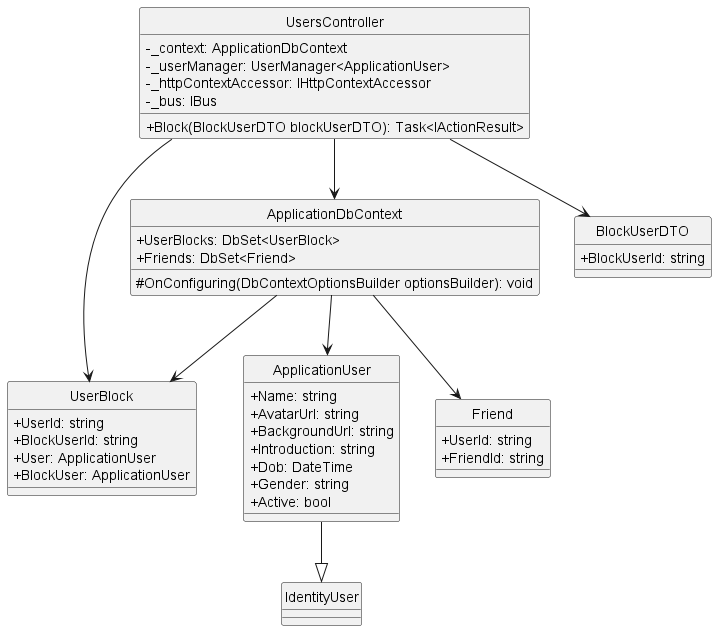 UsersController
-_context: ApplicationDbContext
-_userManager: UserManager<ApplicationUser>
-_httpContextAccessor: IHttpContextAccessor
-_bus: IBus
+Block(BlockUserDTO blockUserDTO): Task<IActionResult>
ApplicationDbContext
+UserBlocks: DbSet<UserBlock>
+Friends: DbSet<Friend>
#OnConfiguring(DbContextOptionsBuilder optionsBuilder): void
BlockUserDTO
+BlockUserId: string
UserBlock
+UserId: string
+BlockUserId: string
+User: ApplicationUser
+BlockUser: ApplicationUser
ApplicationUser
+Name: string
+AvatarUrl: string
+BackgroundUrl: string
+Introduction: string
+Dob: DateTime
+Gender: string
+Active: bool
Friend
+UserId: string
+FriendId: string
IdentityUser